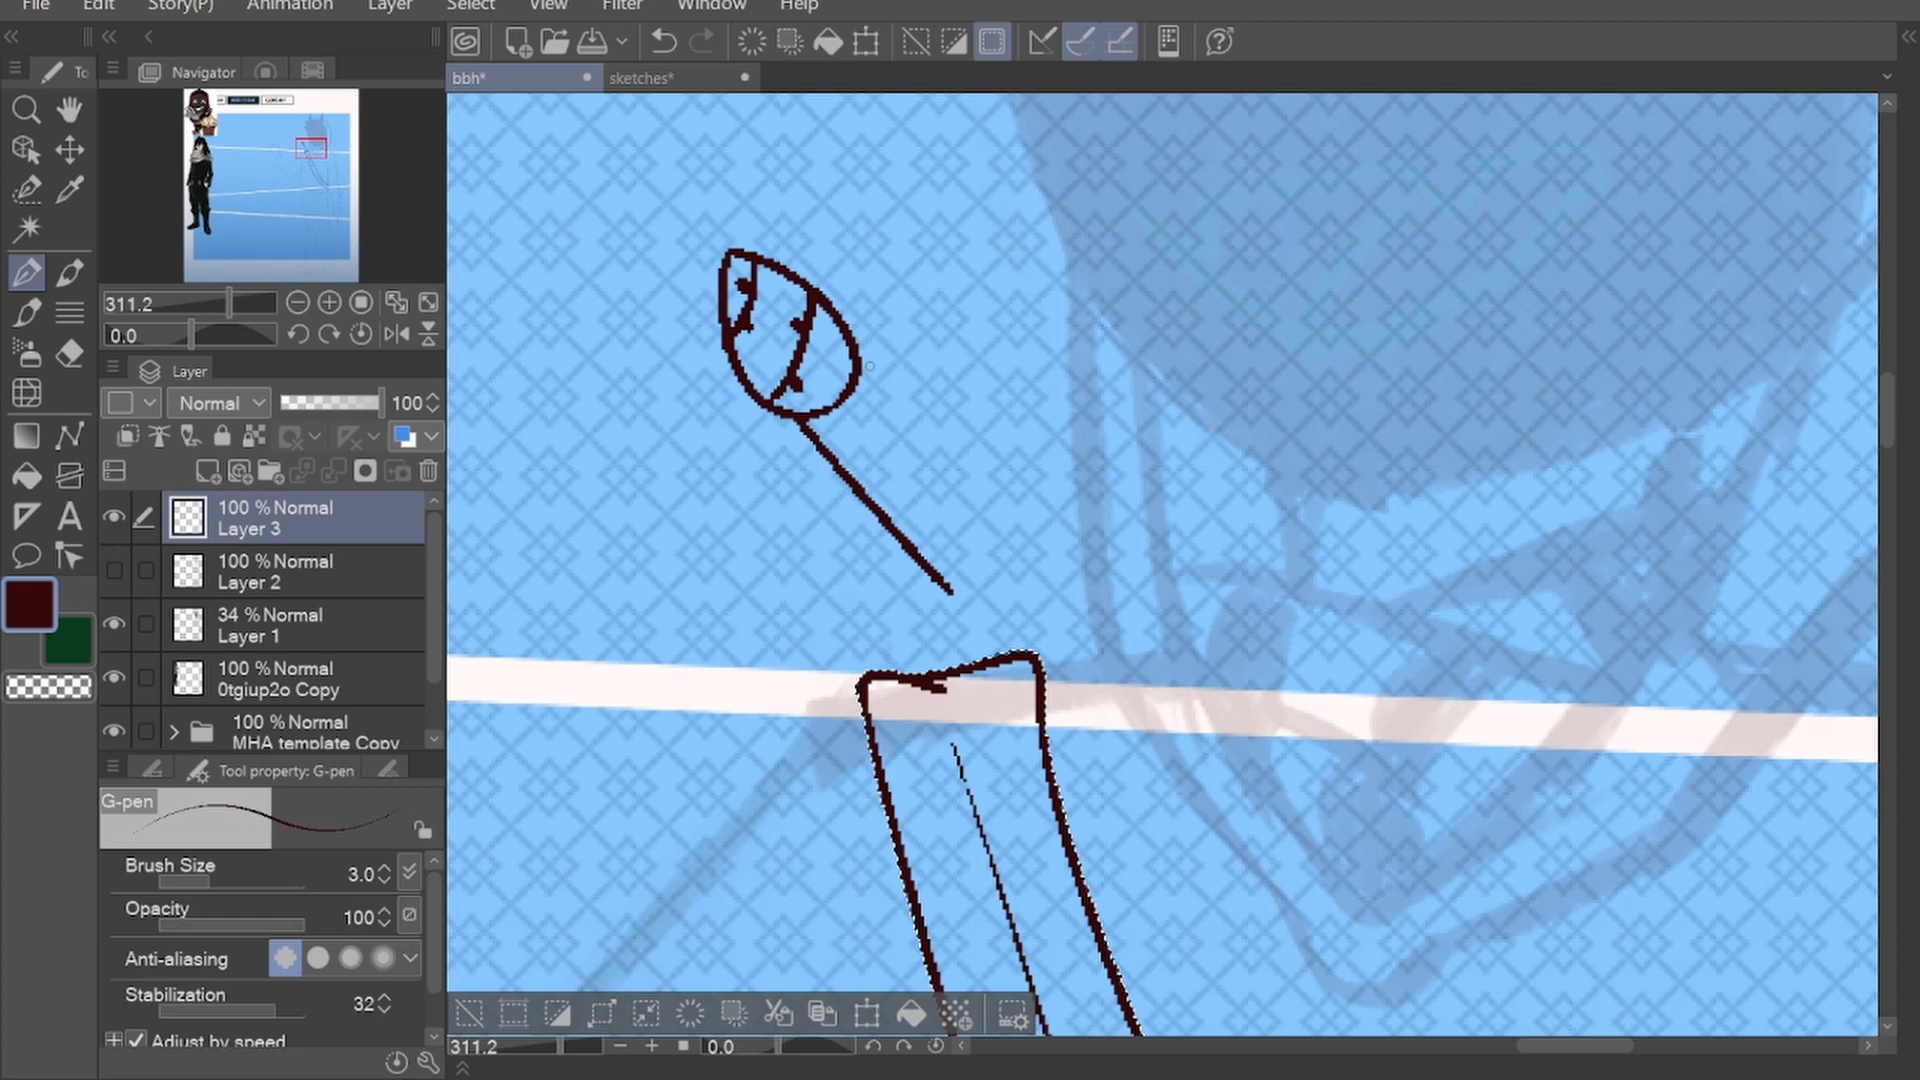 File Edit Story(P) Animation Layer Select View Filter Window Help
To
Navigator
bbh*
sketches*
311.2
0.0
Layer
Normal
100
100 % Normal
Layer 3
100 % Normal
Layer 2
34 % Normal
Layer 1
100 % Normal
0tgiup2o Copy
100 % Normal
MHA template Copy
Tool property: G-pen
G-pen
Brush Size
3.0
Opacity
100
Anti-aliasing
Stabilization
32
Adjust by speed
311.2
0.0